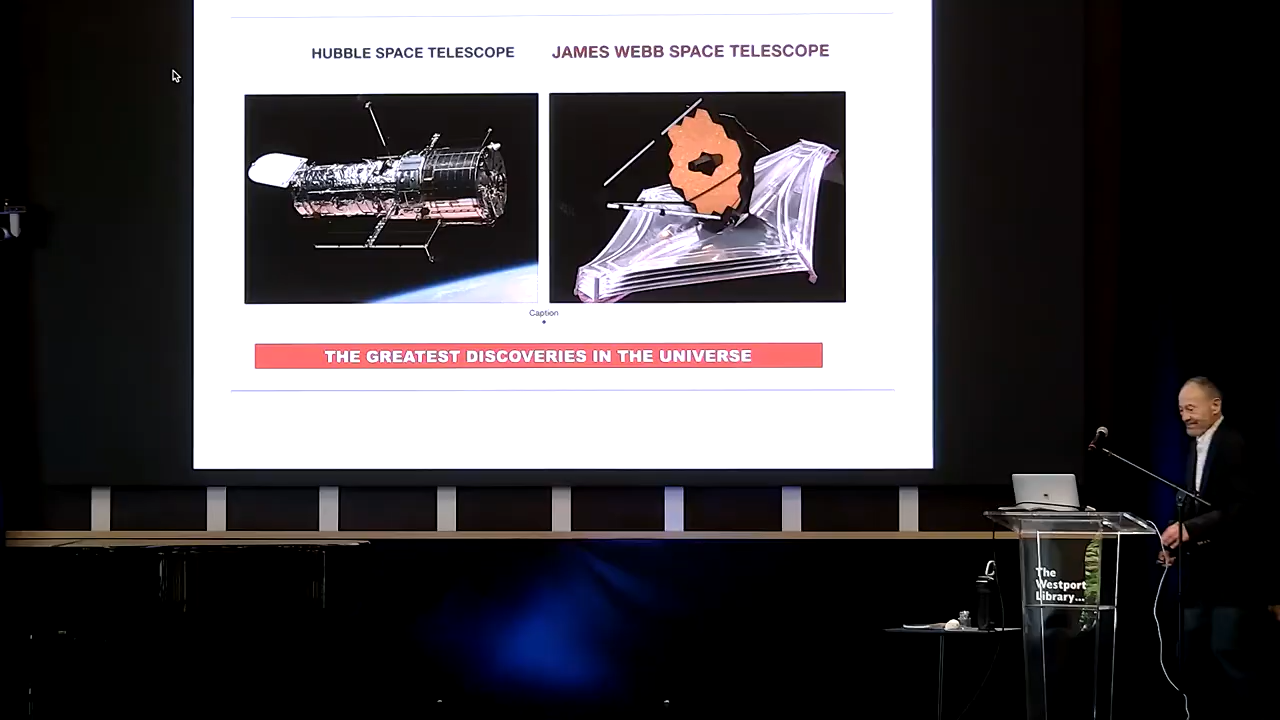 HUBBLE SPACE TELESCOPE
JAMES WEBB SPACE TELESCOPE
Caption
THE GREATEST DISCOVERIES IN THE UNIVERSE
The
Westport
Library...